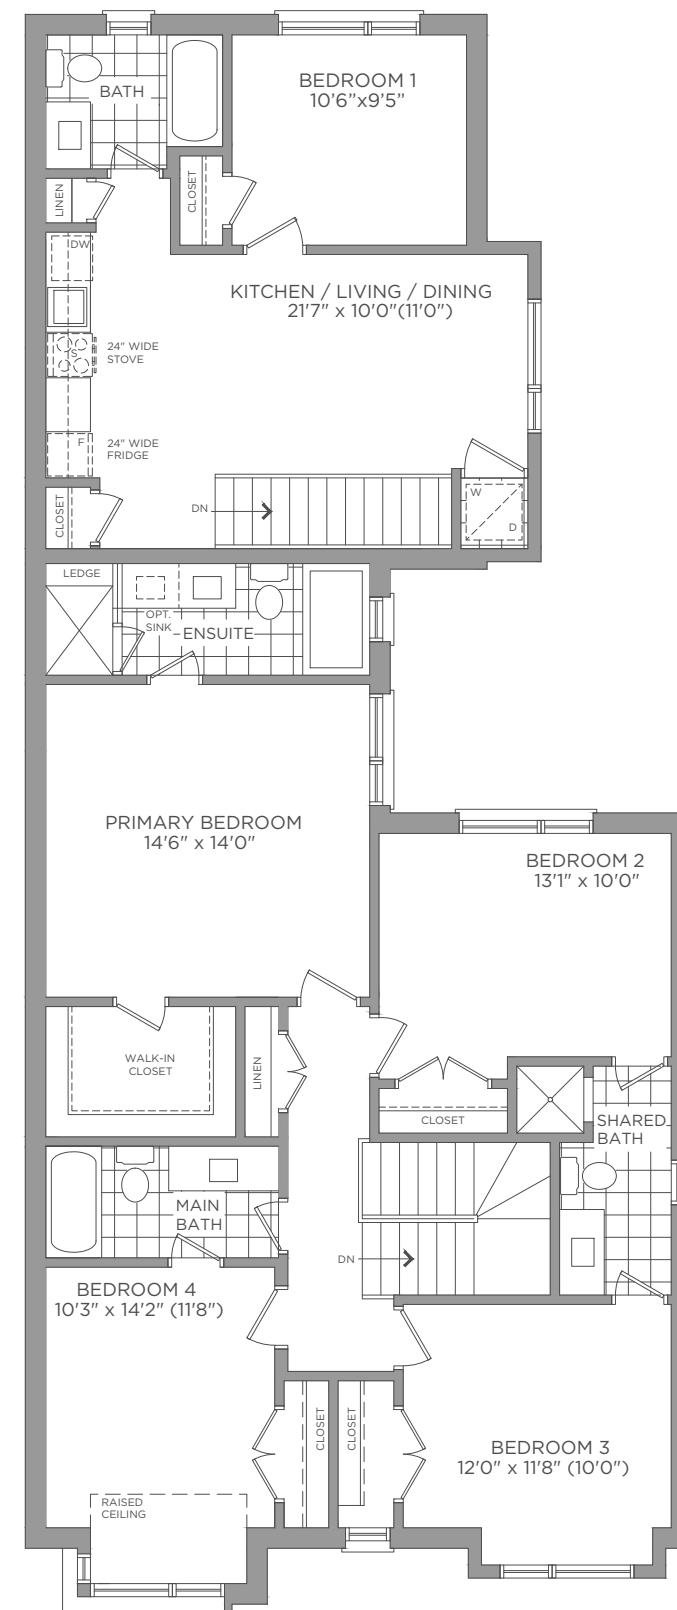 BATH
BEDROOM 1
10'6"x9'5"
CLOSET
LINEN
DW
KITCHEN / LIVING / DINING
21'7" x 10'0"(11'0")
S
24" WIDE
STOVE
F
24" WIDE
FRIDGE
CLOSET
DN
W
D
LEDGE
OPT.
SINK
ENSUITE
PRIMARY BEDROOM
14'6" x 14'0"
BEDROOM 2
13'1" x 10'0"
WALK-IN
CLOSET
LINEN
CLOSET
SHARED
BATH
MAIN
BATH
DN
BEDROOM 4
10'3" x 14'2" (11'8")
CLOSET
CLOSET
BEDROOM 3
12'0" x 11'8" (10'0")
RAISED
CEILING